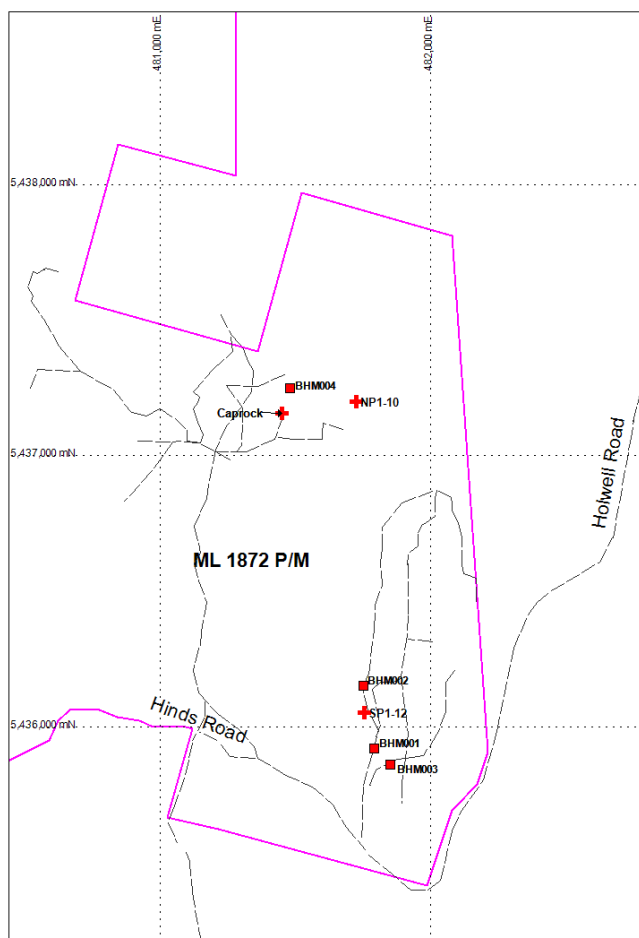 481,000 mE
482,000 mE
5,438,000 mN
BHM004
NP1-10
Caprock
5,437,000 mN
Holwell Road
ML 1872 P/M
BHM002
SP1-12
Hinds Road
5,436,000 mN
BHM001
BHM003